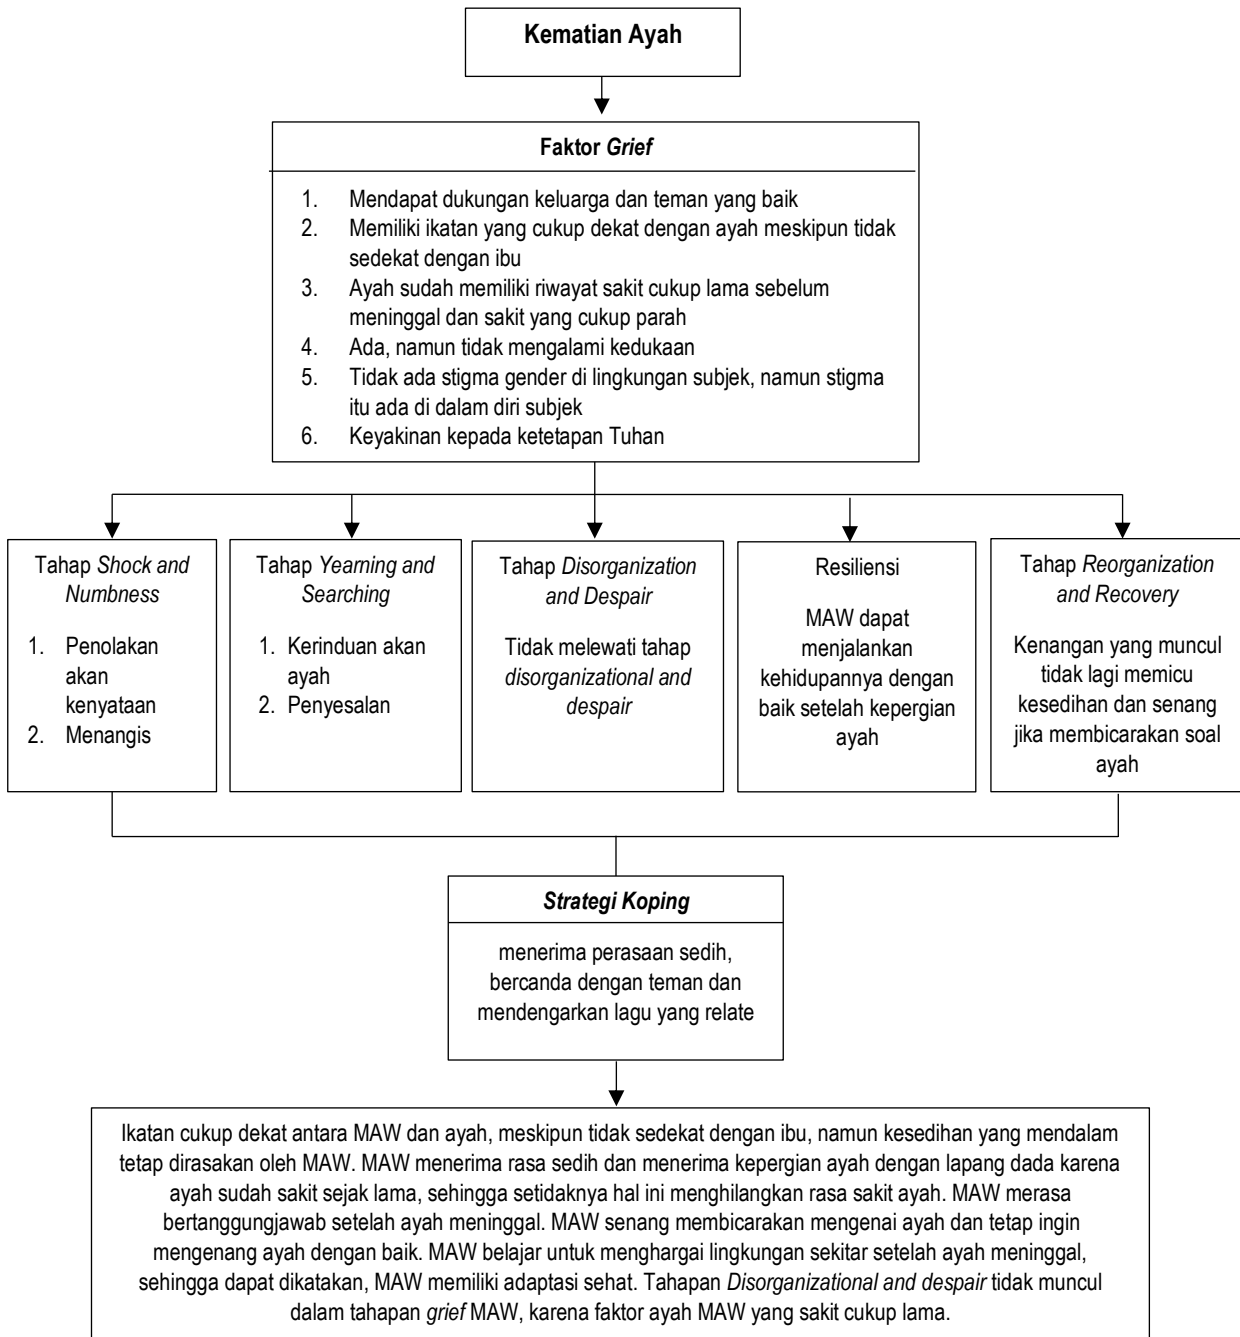 Kematian Ayah
Faktor Grief
1. Mendapat dukungan keluarga dan teman yang baik
2. Memiliki ikatan yang cukup dekat dengan ayah meskipun tidak
sedekat dengan ibu
3. Ayah sudah memiliki riwayat sakit cukup lama sebelum
meninggal dan sakit yang cukup parah
4. Ada, namun tidak mengalami kedukaan
5. Tidak ada stigma gender di lingkungan subjek, namun stigma
itu ada di dalam diri subjek
6. Keyakinan kepada ketetapan Tuhan
Tahap Shock and
Numbness
1. Penolakan
akan
kenyataan
2. Menangis
Tahap Yearning and
Searching
1. Kerinduan akan
ayah
2. Penyesalan
Tahap Disorganization
and Despair
Tidak melewati tahap
disorganizational and
despair
Resiliensi
MAW dapat
menjalankan
kehidupannya dengan
baik setelah kepergian
ayah
Tahap Reorganization
and Recovery
Kenangan yang muncul
tidak lagi memicu
kesedihan dan senang
jika membicarakan soal
ayah
Strategi Koping
menerima perasaan sedih,
bercanda dengan teman dan
mendengarkan lagu yang relate
Ikatan cukup dekat antara MAW dan ayah, meskipun tidak sedekat dengan ibu, namun kesedihan yang mendalam
tetap dirasakan oleh MAW. MAW menerima rasa sedih dan menerima kepergian ayah dengan lapang dada karena
ayah sudah sakit sejak lama, sehingga setidaknya hal ini menghilangkan rasa sakit ayah. MAW merasa
bertanggungjawab setelah ayah meninggal. MAW senang membicarakan mengenai ayah dan tetap ingin
mengenang ayah dengan baik. MAW belajar untuk menghargai lingkungan sekitar setelah ayah meninggal,
sehingga dapat dikatakan, MAW memiliki adaptasi sehat. Tahapan Disorganizational and despair tidak muncul
dalam tahapan grief MAW, karena faktor ayah MAW yang sakit cukup lama.